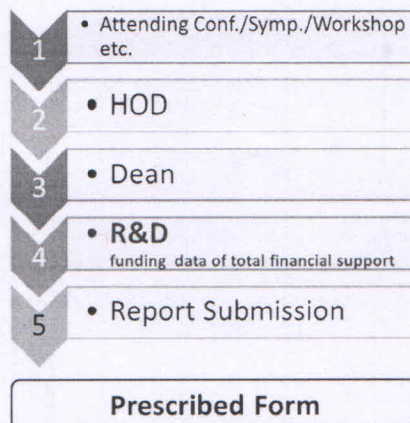 1
• Attending Conf./Symp./Workshop
etc.
2
• HOD
3
• Dean
4
• R&D
funding data of total financial support
5
• Report Submission
Prescribed Form